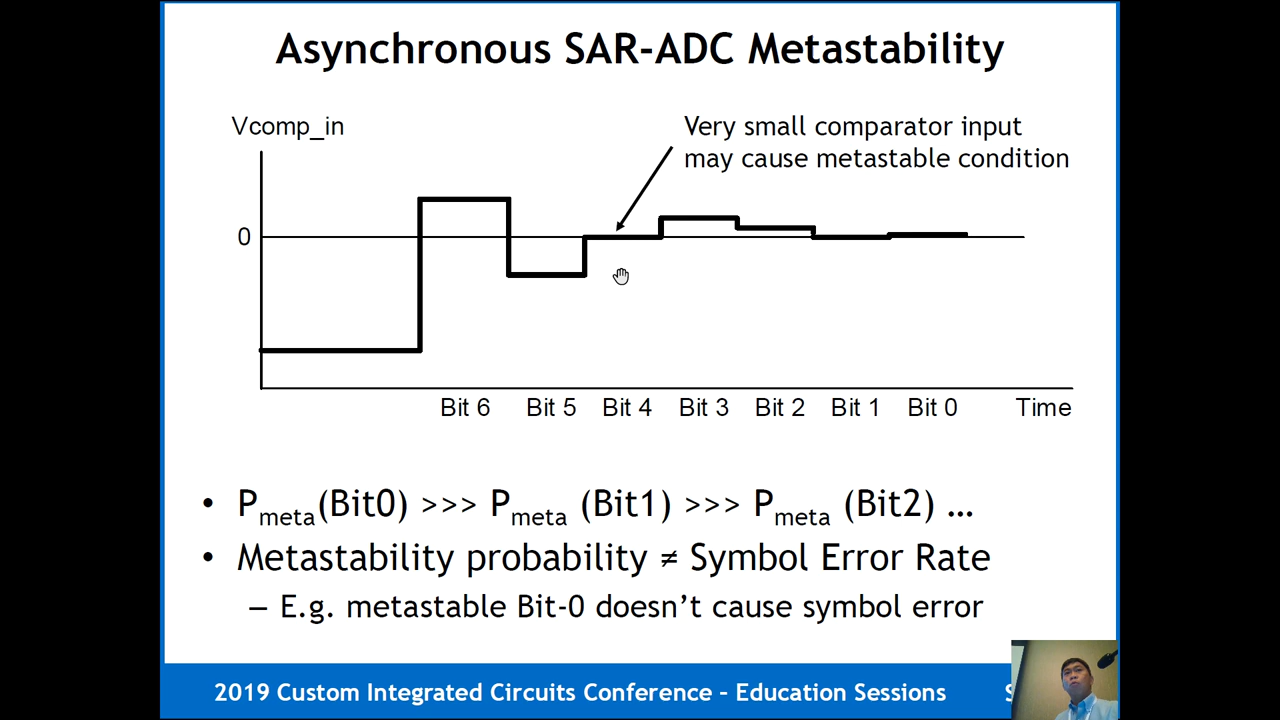 Asynchronous SAR-ADC Metastability
Vcomp_in
Very small comparator input
may cause metastable condition
0
Bit 6 Bit 5 Bit 4 Bit 3 Bit 2 Bit 1 Bit 0 Time
• Pmeta(Bit0) >>> Pmeta (Bit1) >>> Pmeta (Bit2) …
• Metastability probability ≠ Symbol Error Rate
– E.g. metastable Bit-0 doesn’t cause symbol error
2019 Custom Integrated Circuits Conference – Education Sessions